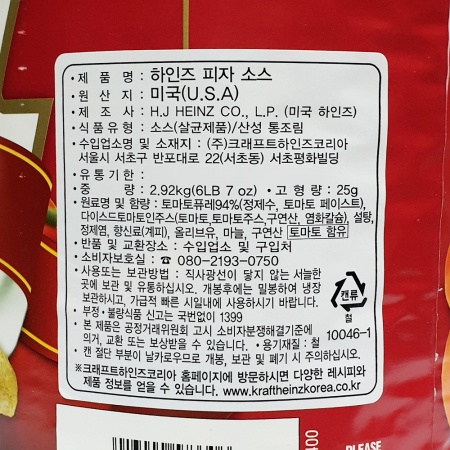 • 제 품 명 : 하인즈 피자 소스
• 원 산 지 : 미국(U.S.A)
• 제 조 : H.J HEINZ CO., L.P. (미국 하인즈)
• 식품유형 : 소스(살균제품)/산성 통조림
• 수입업소명 및 소재지 : (주)크래프트하인즈코리아
서울시 서초구 반포대로 22(서초동) 서초평화빌딩
• 유통기한 :
• 중 량 : 2.92kg(6LB 7 oz) • 고 형 량 : 25g
원료명 및 함량 : 토마토퓨레94%(정제수, 토마토 페이스트),
다이스드토마토인주스(토마토,토마토주스,구연산, 염화칼슘), 설탕,
정제염, 향신료(계피), 올리브유, 마늘, 구연산 토마토 함유
• 반품 및 교환장소 : 수입업소 및 구입처
• 소비자보호실 : ☎ 080-2193-0750
• 사용또는 보관방법 : 직사광선이 닿지 않는 서늘한
곳에 보관 및 유통하십시오. 개봉후에는 밀봉하여 냉장
보관하시고, 가급적 빠른 시일내에 사용하시기 바랍니다.
• 부정·불량식품 신고는 국번없이 1399
• 본 제품은 공정거래위원회 고시 소비자분쟁해결기준에
의거, 교환 또는 보상받을 수 있습니다. •용기재질 : 철
• 캔 절단 부분이 날카로우므로 개봉, 보관 및 폐기 시 주의하십시오.
캔류
철
10046-1
※크래프트하인즈코리아 홈페이지에 방문하시면 다양한 레시피와
제품 정보를 얻을 수 있습니다. www.kraftheinzkorea.co.kr
400
PLEASE